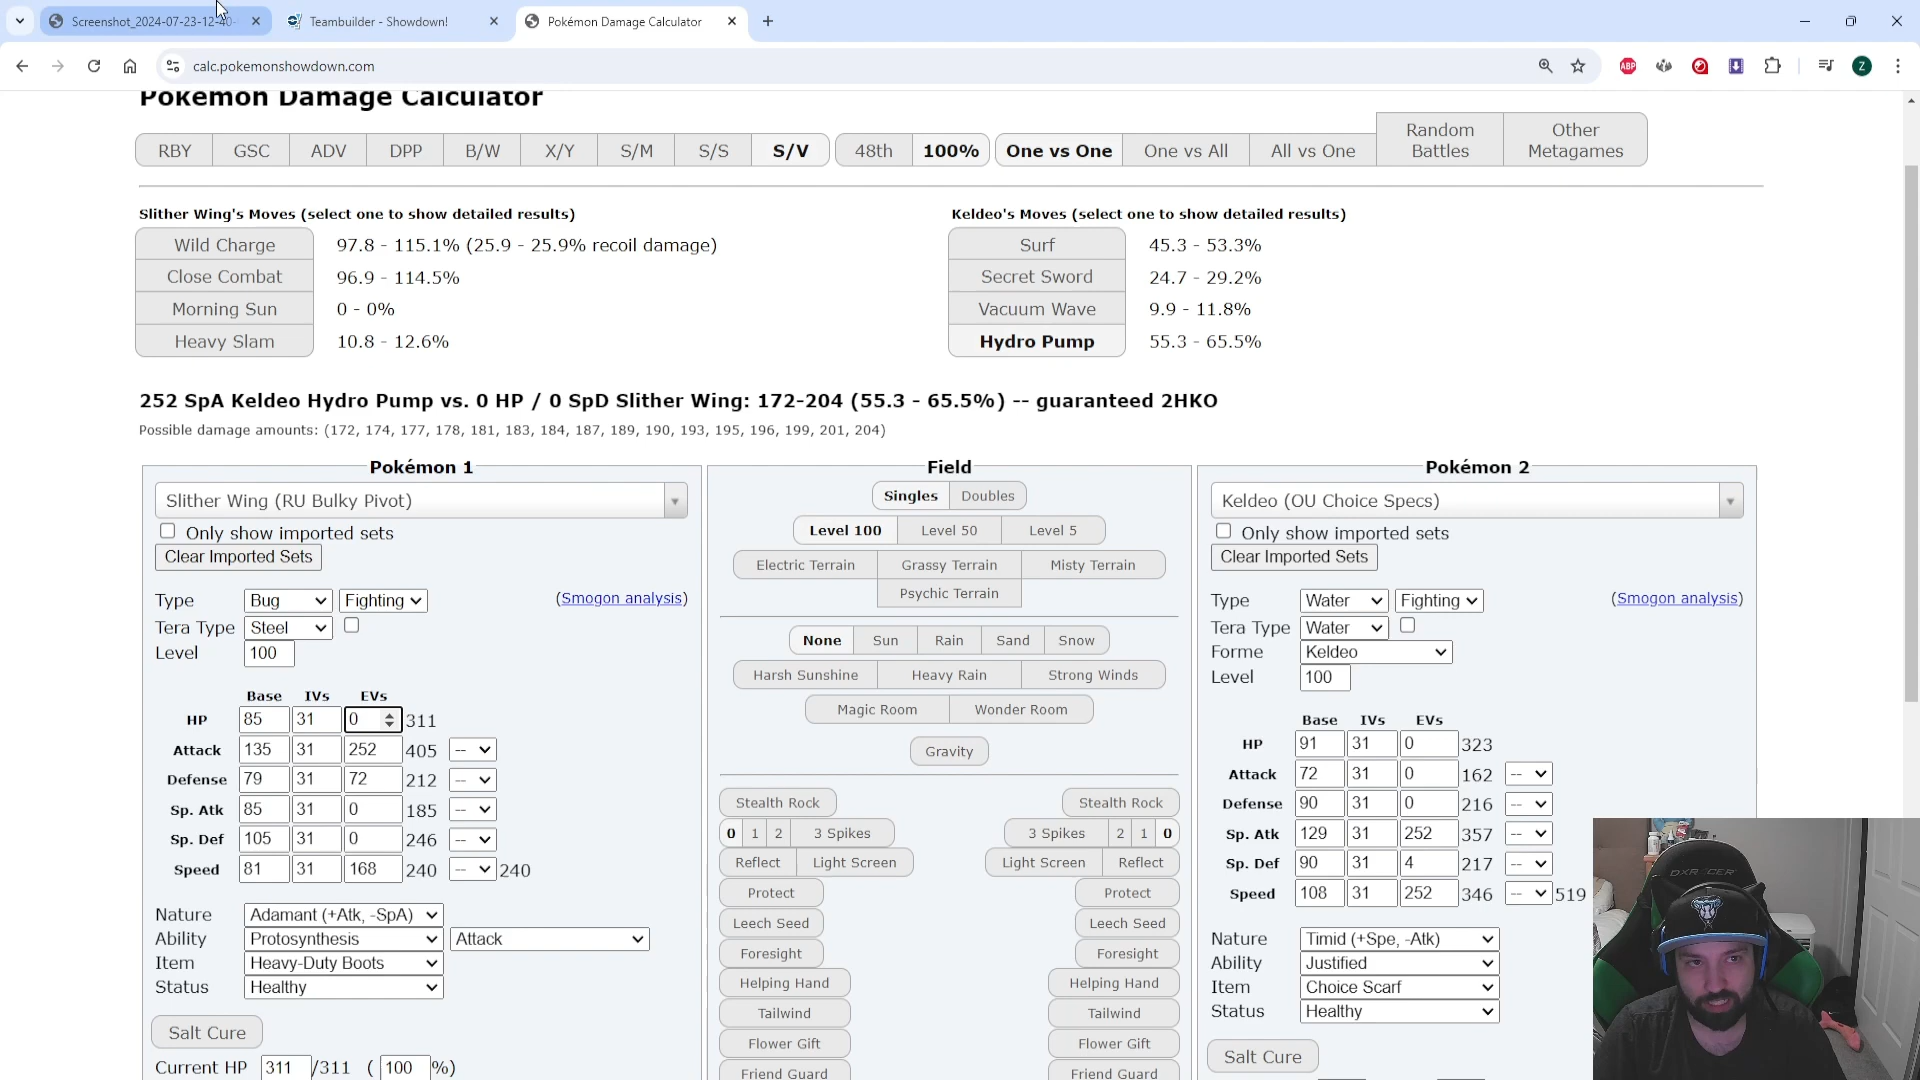 Screenshot_2024-07-23-12-40-
Teambuilder - Showdown!
Pokémon Damage Calculator
calc.pokemonshowdown.com
ABP
Z
Pokémon Damage Calculator
RBY GSC ADV DPP B/W X/Y S/M S/S S/V 48th 100% One vs One One vs All All vs One Random Battles Other Metagames
Slither Wing's Moves (select one to show detailed results)
Wild Charge 97.8 - 115.1% (25.9 - 25.9% recoil damage)
Close Combat 96.9 - 114.5%
Morning Sun 0 - 0%
Heavy Slam 10.8 - 12.6%
Keldeo's Moves (select one to show detailed results)
Surf 45.3 - 53.3%
Secret Sword 24.7 - 29.2%
Vacuum Wave 9.9 - 11.8%
Hydro Pump 55.3 - 65.5%
252 SpA Keldeo Hydro Pump vs. 0 HP / 0 SpD Slither Wing: 172-204 (55.3 - 65.5%) -- guaranteed 2HKO
Possible damage amounts: (172, 174, 177, 178, 181, 183, 184, 187, 189, 190, 193, 195, 196, 199, 201, 204)
Pokémon 1
Slither Wing (RU Bulky Pivot)
Only show imported sets
Clear Imported Sets
Type Bug Fighting (Smogon analysis)
Tera Type Steel
Level 100
Base IVs EVs
HP 85 31 0 311
Attack 135 31 252 405 --
Defense 79 31 72 212 --
Sp. Atk 85 31 0 185 --
Sp. Def 105 31 0 246 --
Speed 81 31 168 240 -- 240
Nature Adamant (+Atk, -SpA)
Ability Protosynthesis Attack
Item Heavy-Duty Boots
Status Healthy
Salt Cure
Current HP 311 /311 ( 100 %)
Field
Singles Doubles
Level 100 Level 50 Level 5
Electric Terrain Grassy Terrain Misty Terrain
Psychic Terrain
None Sun Rain Sand Snow
Harsh Sunshine Heavy Rain Strong Winds
Magic Room Wonder Room
Gravity
Stealth Rock Stealth Rock
0 1 2 3 Spikes 3 Spikes 2 1 0
Reflect Light Screen Light Screen Reflect
Protect Protect
Leech Seed Leech Seed
Foresight Foresight
Helping Hand Helping Hand
Tailwind Tailwind
Flower Gift Flower Gift
Friend Guard Friend Guard
Pokémon 2
Keldeo (OU Choice Specs)
Only show imported sets
Clear Imported Sets
Type Water Fighting (Smogon analysis)
Tera Type Water
Forme Keldeo
Level 100
Base IVs EVs
HP 91 31 0 323
Attack 72 31 0 162 --
Defense 90 31 0 216 --
Sp. Atk 129 31 252 357 --
Sp. Def 90 31 4 217 --
Speed 108 31 252 346 -- 519
Nature Timid (+Spe, -Atk)
Ability Justified
Item Choice Scarf
Status Healthy
Salt Cure
DXRACER